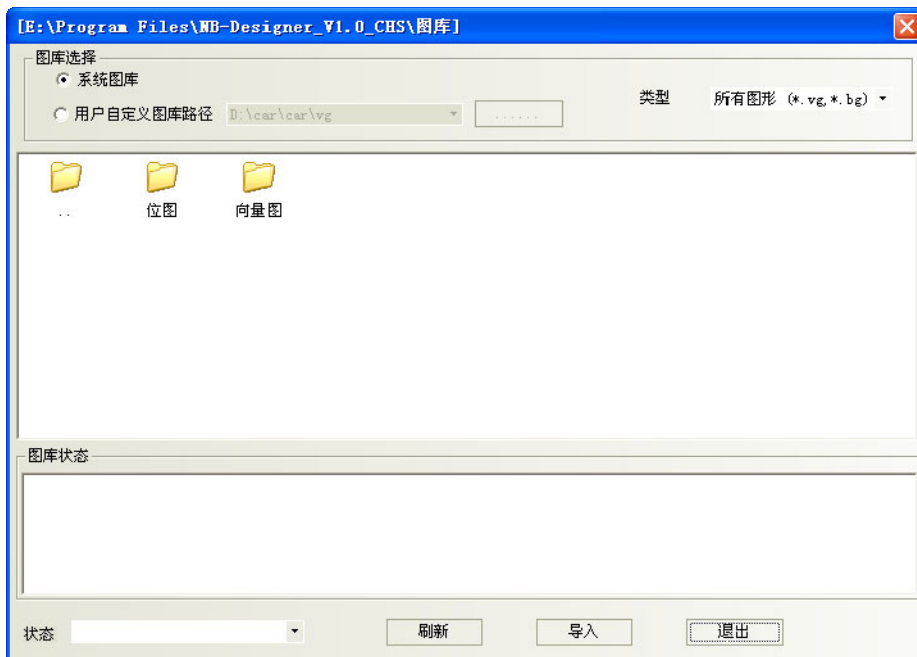 [E:\Program Files\NB-Designer_V1.0_CHS\图库]
图库选择
系统图库
用户自定义图库路径 D:\car\car\vg ......
类型 所有图形 (*.vg,*.bg)
.. 位图 向量图
图库状态
状态 刷新 导入 退出